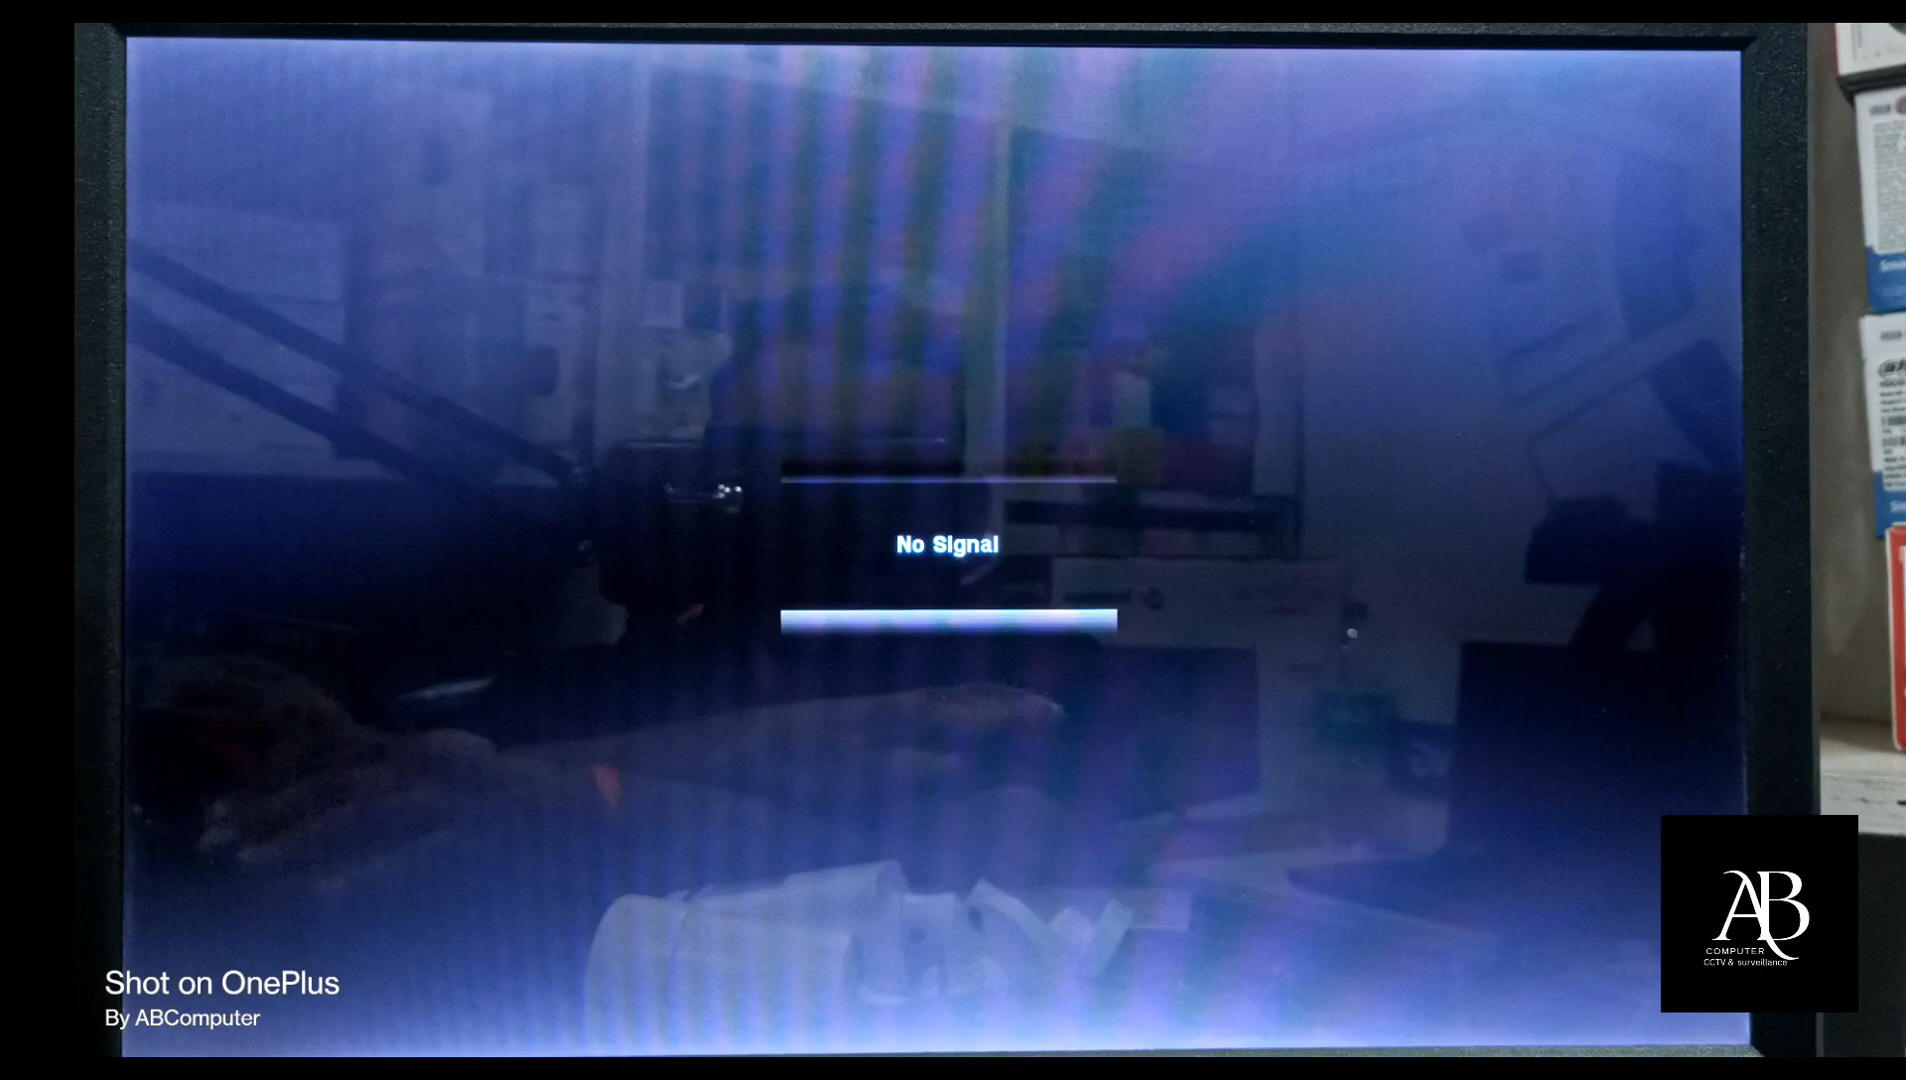 No Signal
Shot on OnePlus
By ABComputer
AB
COMPUTER
CCTV & surveillance